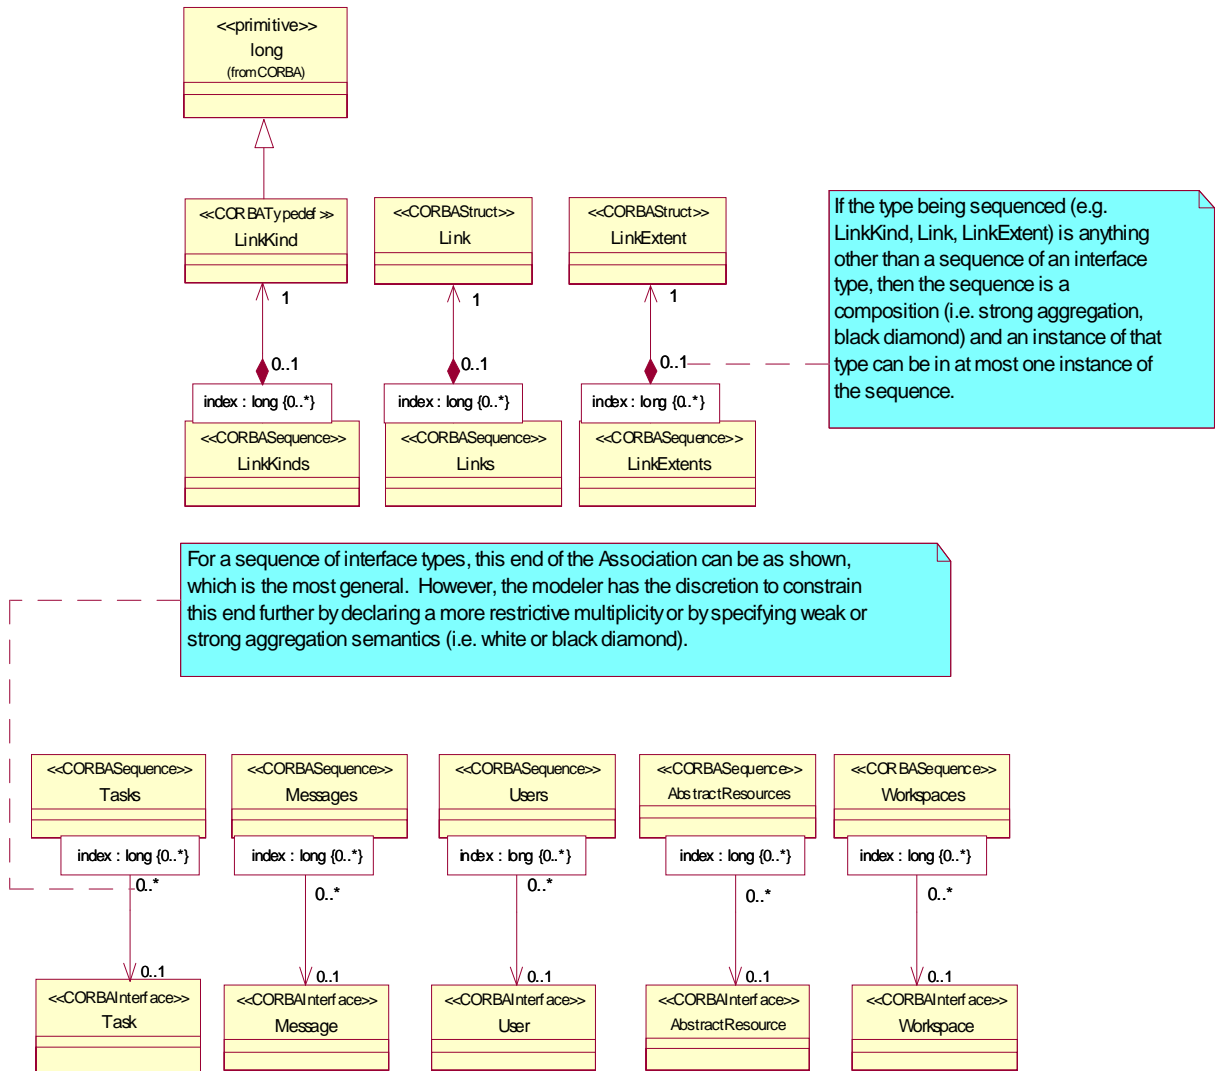 <<primitive>>
long
(from CORBA)
<<CORBATypedef>>
LinkKind
1
0..1
index : long {0..*}
<<CORBASequence>>
LinkKinds
<<CORBAStruct>>
Link
1
0..1
index : long {0..*}
<<CORBASequence>>
Links
<<CORBAStruct>>
LinkExtent
1
0..1
index : long {0..*}
<<CORBASequence>>
LinkExtents
If the type being sequenced (e.g.
LinkKind, Link, LinkExtent) is anything
other than a sequence of an interface
type, then the sequence is a
composition (i.e. strong aggregation,
black diamond) and an instance of that
type can be in at most one instance of
the sequence.
For a sequence of interface types, this end of the Association can be as shown,
which is the most general.  However, the modeler has the discretion to constrain
this end further by declaring a more restrictive multiplicity or by specifying weak or
strong aggregation semantics (i.e. white or black diamond).
<<CORBASequence>>
Tasks
index : long {0..*}
0..*
0..1
<<CORBAInterface>>
Task
<<CORBASequence>>
Messages
index : long {0..*}
0..*
0..1
<<CORBAInterface>>
Message
<<CORBASequence>>
Users
index : long {0..*}
0..*
0..1
<<CORBAInterface>>
User
<<CORBASequence>>
AbstractResources
index : long {0..*}
0..*
0..1
<<CORBAInterface>>
AbstractResource
<<CORBASequence>>
Workspaces
index : long {0..*}
0..*
0..1
<<CORBAInterface>>
Workspace